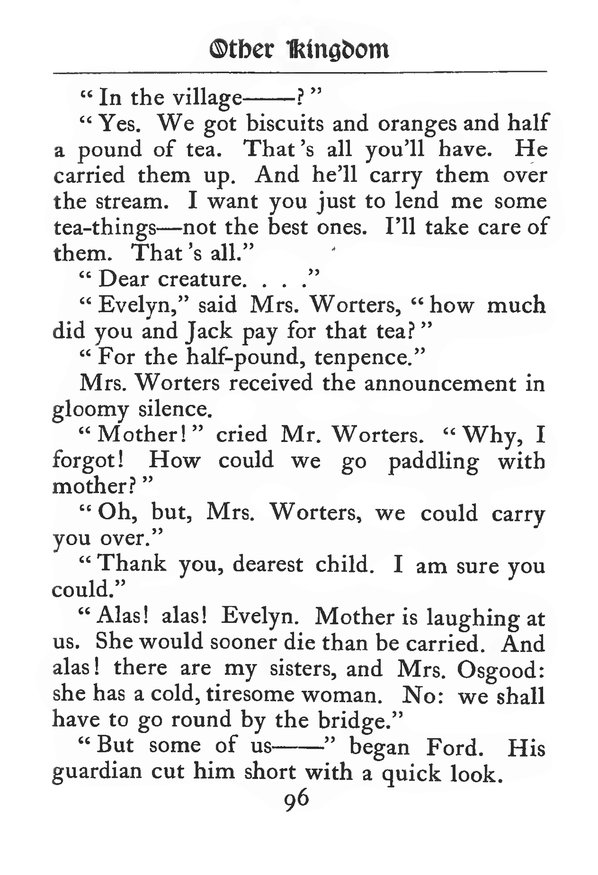 Other Kingdom
“ In the village——? ”
“ Yes. We got biscuits and oranges and half
a pound of tea. That’s all you’ll have. He
carried them up. And he’ll carry them over
the stream. I want you just to lend me some
tea-things—not the best ones. I’ll take care of
them. That’s all.”
“ Dear creature. . . .”
“ Evelyn,” said Mrs. Worters, “ how much
did you and Jack pay for that tea? ”
“ For the half-pound, tenpence.”
Mrs. Worters received the announcement in
gloomy silence.
“ Mother! ” cried Mr. Worters. “ Why, I
forgot! How could we go paddling with
mother? ”
“ Oh, but, Mrs. Worters, we could carry
you over.”
“ Thank you, dearest child. I am sure you
could.”
“ Alas! alas! Evelyn. Mother is laughing at
us. She would sooner die than be carried. And
alas! there are my sisters, and Mrs. Osgood:
she has a cold, tiresome woman. No: we shall
have to go round by the bridge.”
“ But some of us——” began Ford. His
guardian cut him short with a quick look.
96